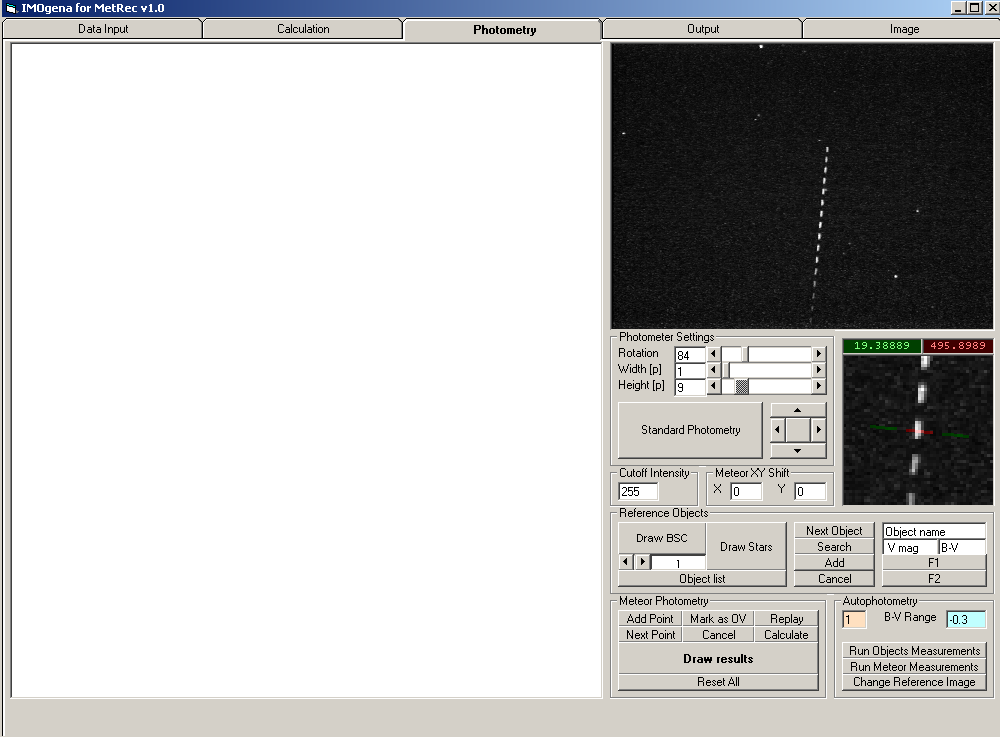 IMOgena for MetRec v1.0
Data Input Calculation Photometry Output Image
Photometer Settings
19.38889 495.8989
Rotation 84
Width [p] 1
Height [p] 9
Standard Photometry
Cutoff Intensity
255
Meteor XY Shift
X 0 Y 0
Reference Objects
Draw BSC
1
Draw Stars
Object list
Next Object
Search
Add
Cancel
Object name
V mag B-V
F1
F2
Meteor Photometry
Add Point Mark as OV Replay
Next Point Cancel Calculate
Draw results
Reset All
Autophotometry
1 B-V Range -0.3
Run Objects Measurements
Run Meteor Measurements
Change Reference Image